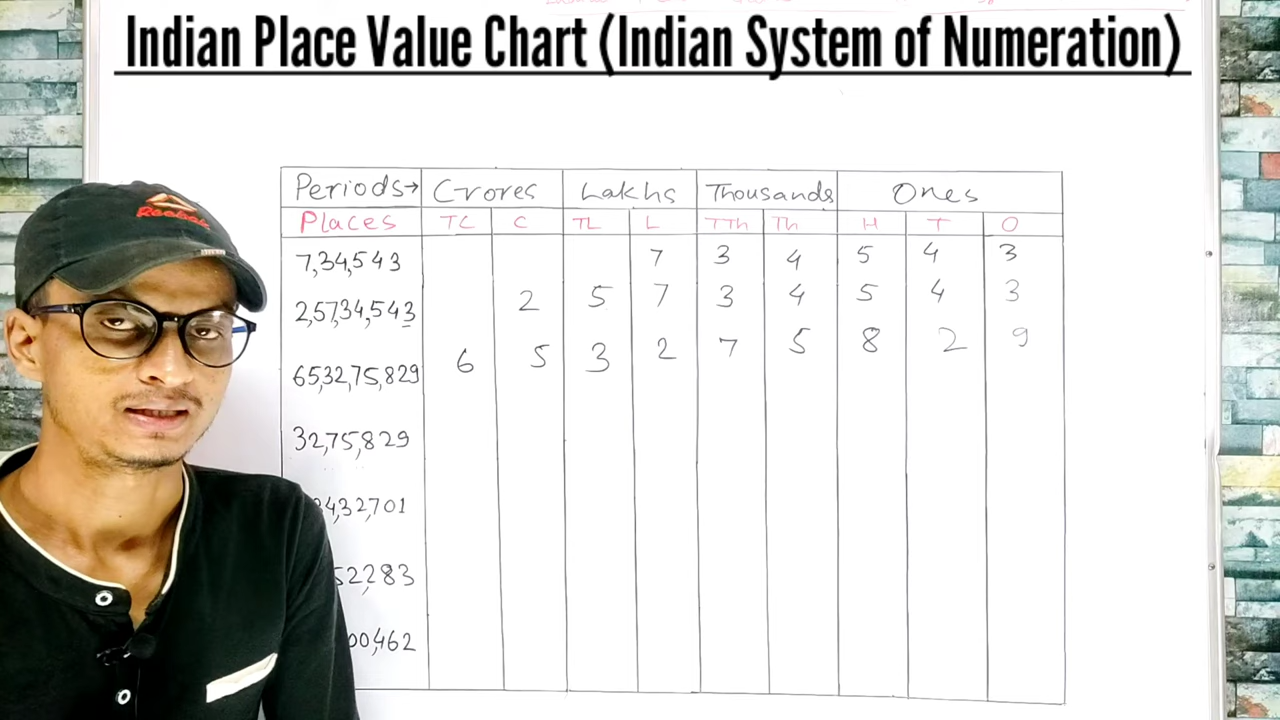 Indian Place Value Chart (Indian System of Numeration)
Periods→ Crores Lakhs Thousands Ones
Places TC C TL L TTh Th H T O
7,34,543 7 3 4 5 4 3
2,57,34,543 2 5 7 3 4 5 4 3
65,32,75,829 6 5 3 2 7 5 8 2 9
32,75,829
4,32,701
52,283
00,462
Reebok